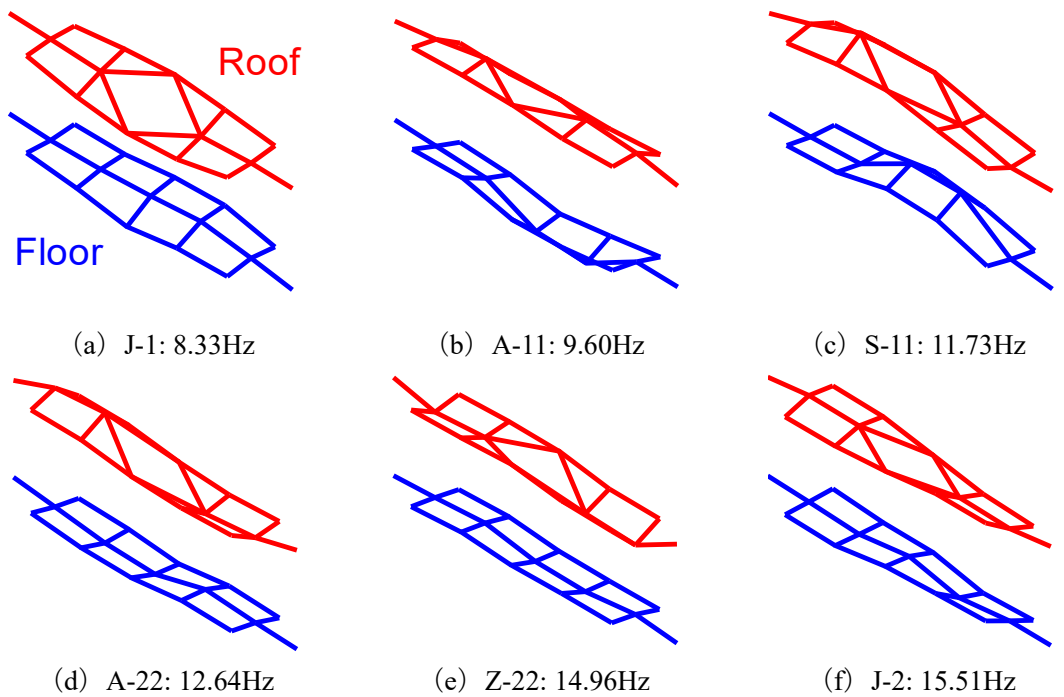 Roof
Floor
(a) J-1: 8.33Hz
(b) A-11: 9.60Hz
(c) S-11: 11.73Hz
(d) A-22: 12.64Hz
(e) Z-22: 14.96Hz
(f) J-2: 15.51Hz